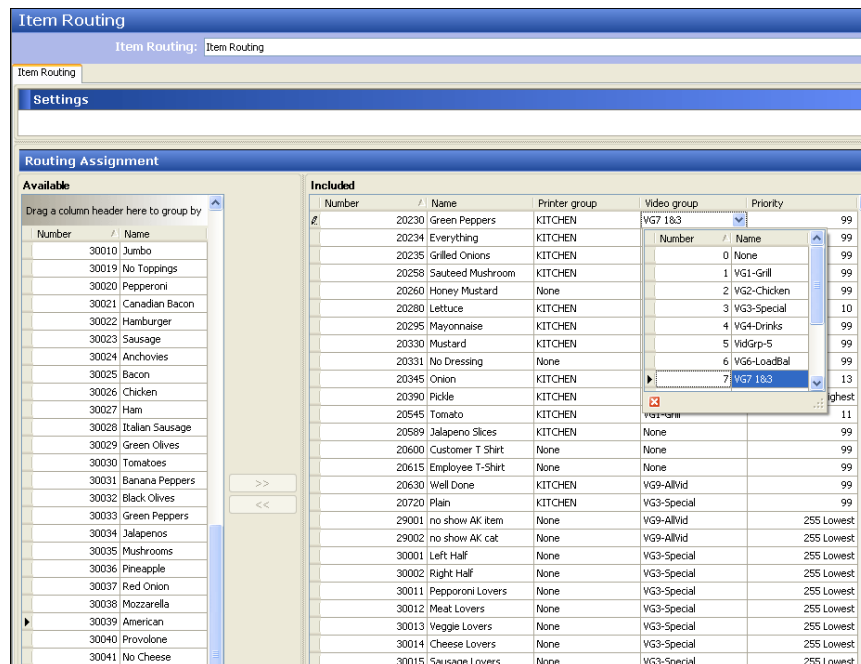 Item Routing
Item Routing: Item Routing
Item Routing
Settings
Routing Assignment
Available
Drag a column header here to group by
Number / Name
30010 Jumbo
30019 No Toppings
30020 Pepperoni
30021 Canadian Bacon
30022 Hamburger
30023 Sausage
30024 Anchovies
30025 Bacon
30026 Chicken
30027 Ham
30028 Italian Sausage
30029 Green Olives
30030 Tomatoes
30031 Banana Peppers
30032 Black Olives
30033 Green Peppers
30034 Jalapenos
30035 Mushrooms
30036 Pineapple
30037 Red Onion
30038 Mozzarella
30039 American
30040 Provolone
30041 No Cheese
>>
<<
Included
Number / Name Printer group Video group Priority
20230 Green Peppers KITCHEN VG7 1&3 99
20234 Everything KITCHEN 99
20235 Grilled Onions KITCHEN 99
20258 Sauteed Mushroom KITCHEN 99
20260 Honey Mustard None 99
20280 Lettuce KITCHEN 10
20295 Mayonnaise KITCHEN 99
20330 Mustard KITCHEN 99
20331 No Dressing None 99
20345 Onion KITCHEN 13
20390 Pickle KITCHEN ighest
20545 Tomato KITCHEN VG1-Grill 11
20589 Jalapeno Slices KITCHEN None 99
20600 Customer T Shirt None None 99
20615 Employee T-Shirt None None 99
20630 Well Done KITCHEN VG9-AllVid 99
20720 Plain KITCHEN VG3-Special 99
29001 no show AK item None VG9-AllVid 255 Lowest
29002 no show AK cat None VG9-AllVid 255 Lowest
30001 Left Half None VG3-Special 255 Lowest
30002 Right Half None VG3-Special 255 Lowest
30011 Pepporoni Lovers None VG3-Special 255 Lowest
30012 Meat Lovers None VG3-Special 255 Lowest
30013 Veggie Lovers None VG3-Special 255 Lowest
30014 Cheese Lovers None VG3-Special 255 Lowest
30015 Sausage Lovers None VG3-Special 255 Lowest
Number / Name
0 None
1 VG1-Grill
2 VG2-Chicken
3 VG3-Special
4 VG4-Drinks
5 VidGrp-5
6 VG6-LoadBal
7 VG7 1&3